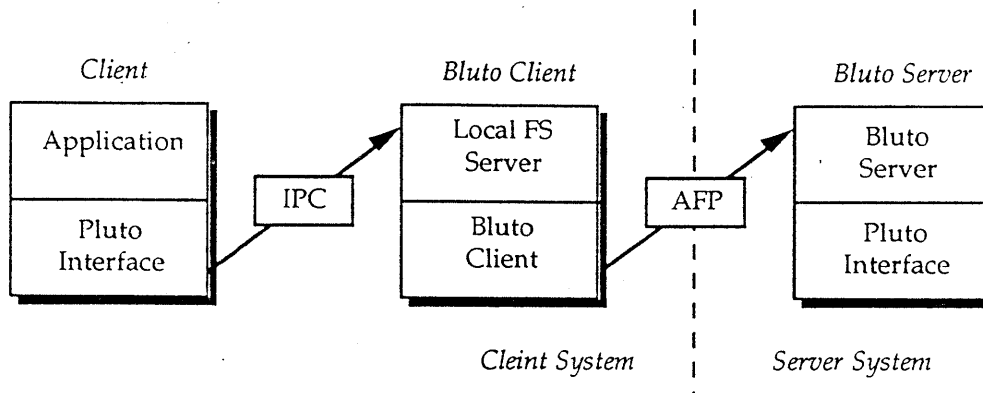 Client
Bluto Client
Bluto Server
Application
Pluto
Interface
IPC
Local FS
Server
Bluto
Client
AFP
Bluto
Server
Pluto
Interface
Cleint System
Server System